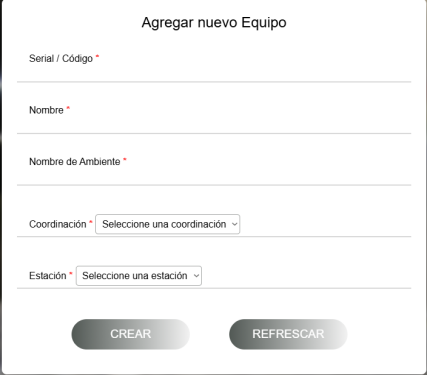 Agregar nuevo Equipo
Serial / Código *
Nombre *
Nombre de Ambiente *
Coordinación * Seleccione una coordinación
Estación * Seleccione una estación
CREAR REFRESCAR